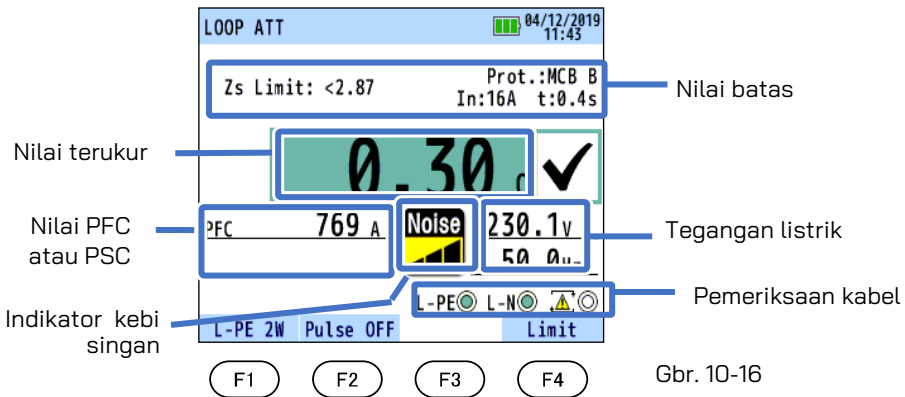 LOOP ATT
04/12/2019
11:43
Zs Limit: <2.87
Prot.:MCB B
In:16A t:0.4s
Nilai batas
Nilai terukur
0.30
Nilai PFC
atau PSC
PFC 769 A
Noise
230.1V
50.0
Tegangan listrik
L-PE L-N
Pemeriksaan kabel
Indikator kebi
singan
L-PE 2W Pulse OFF Limit
F1 F2 F3 F4
Gbr. 10-16